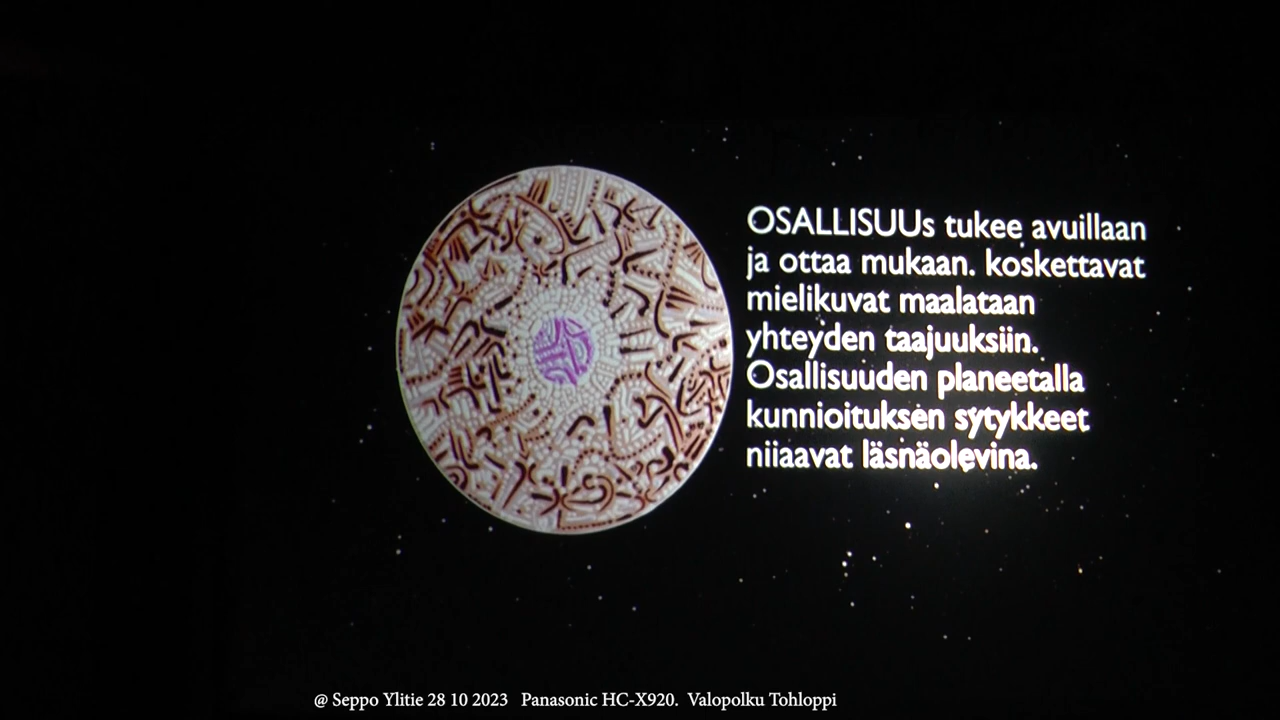 OSALLISUUs tukee avuillaan
ja ottaa mukaan. koskettavat
mielikuvat maalataan
yhteyden taajuuksiin.
Osallisuuden planeetalla
kunnioituksen sytykkeet
niiaavat läsnäolevina.
@ Seppo Ylitie 28 10 2023 Panasonic HC-X920. Valopolku Tohloppi